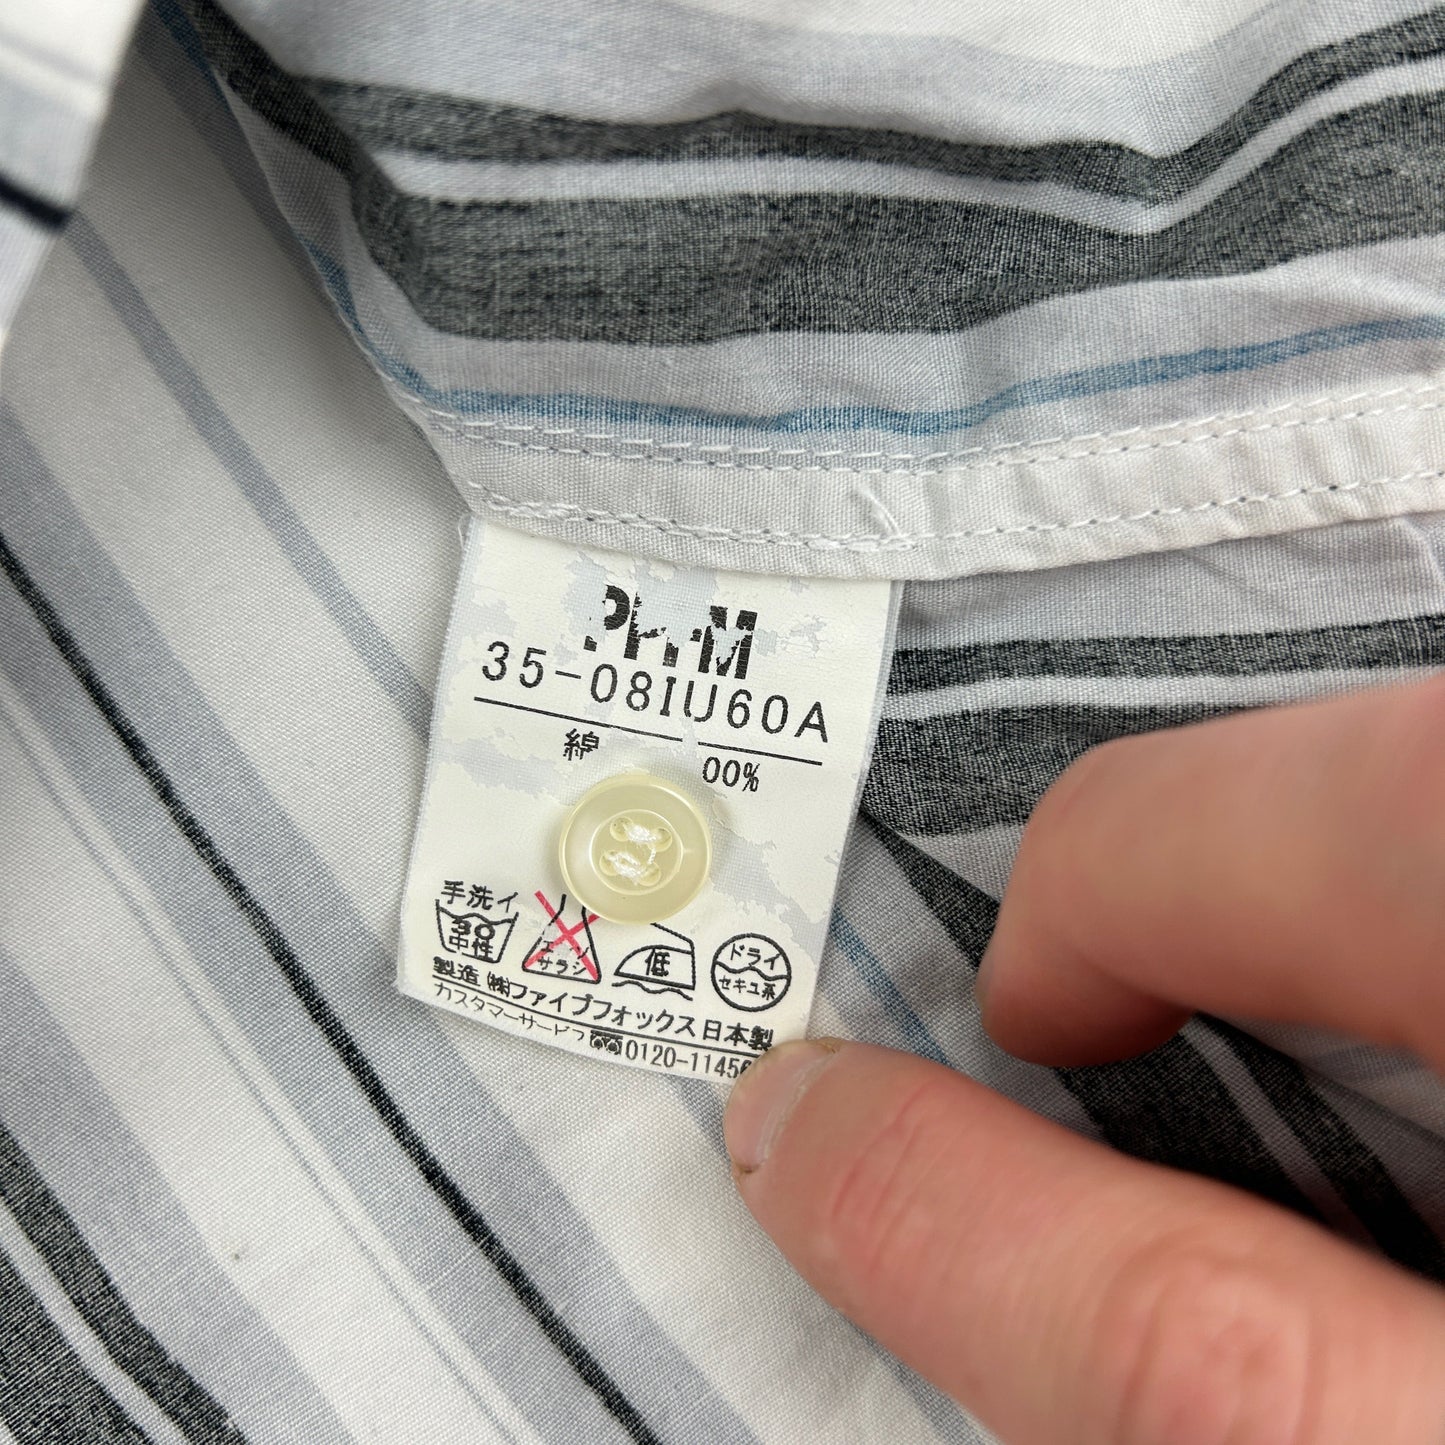 35-08IU60A
綿 00%
手洗イ
30
中性
サラシ
低
ドライ
セキユ系
製造 ㈱ファイブフォックス 日本製
カスタマーサービス 0120-1145